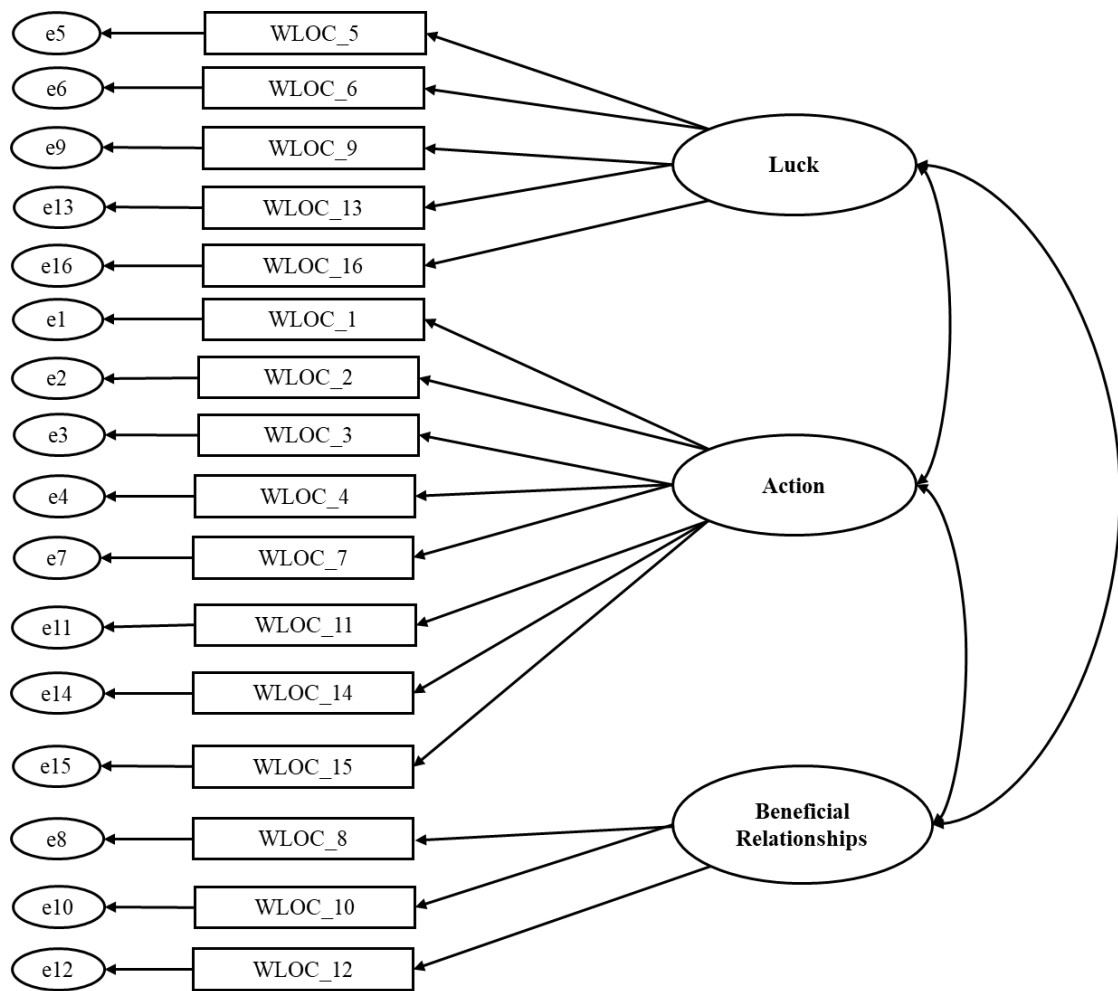 e5 WLOC_5
e6 WLOC_6
e9 WLOC_9
Luck
e13 WLOC_13
e16 WLOC_16
e1 WLOC_1
e2 WLOC_2
e3 WLOC_3
e4 WLOC_4
Action
e7 WLOC_7
e11 WLOC_11
e14 WLOC_14
e15 WLOC_15
Beneficial
Relationships
e8 WLOC_8
e10 WLOC_10
e12 WLOC_12